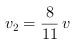 v₂ = 8/11 v